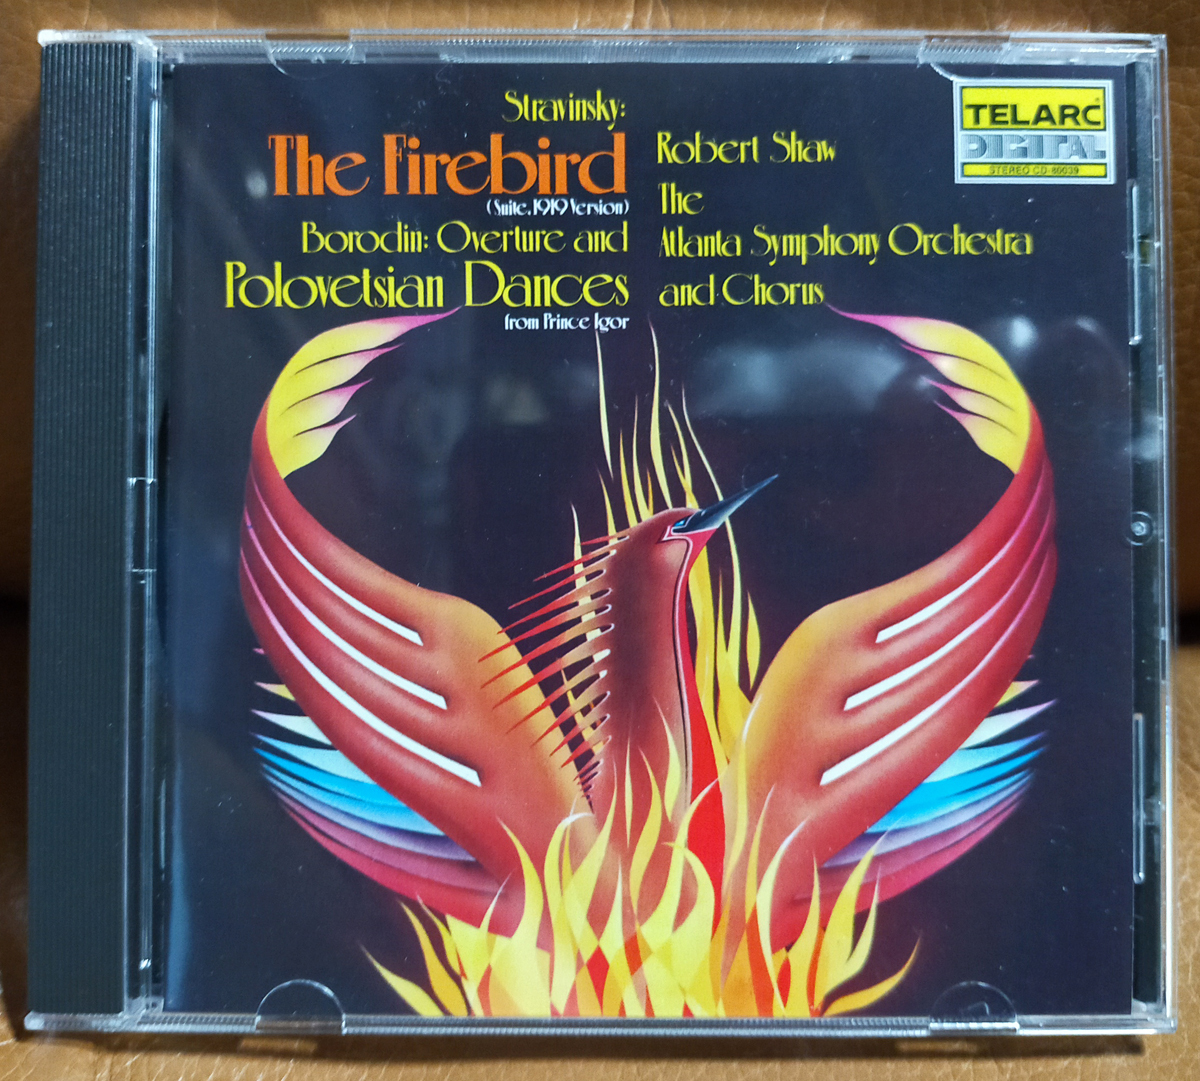 Stravinsky:
The Firebird
(Suite, 1919 Version)
Borodin: Overture and
Polovetsian Dances
from Prince Igor
Robert Shaw
The
Atlanta Symphony Orchestra
and Chorus
TELARC
DIGITAL
STEREO CD-80039